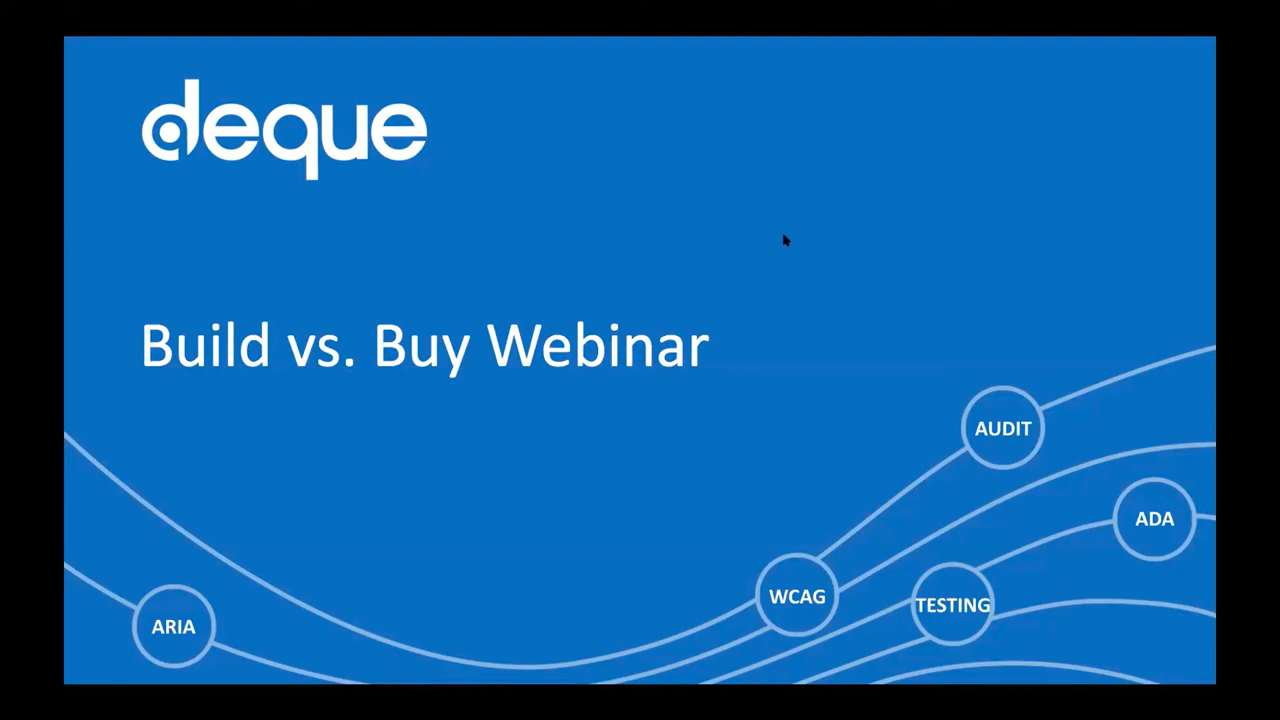 deque
Build vs. Buy Webinar
AUDIT
ADA
WCAG
TESTING
ARIA